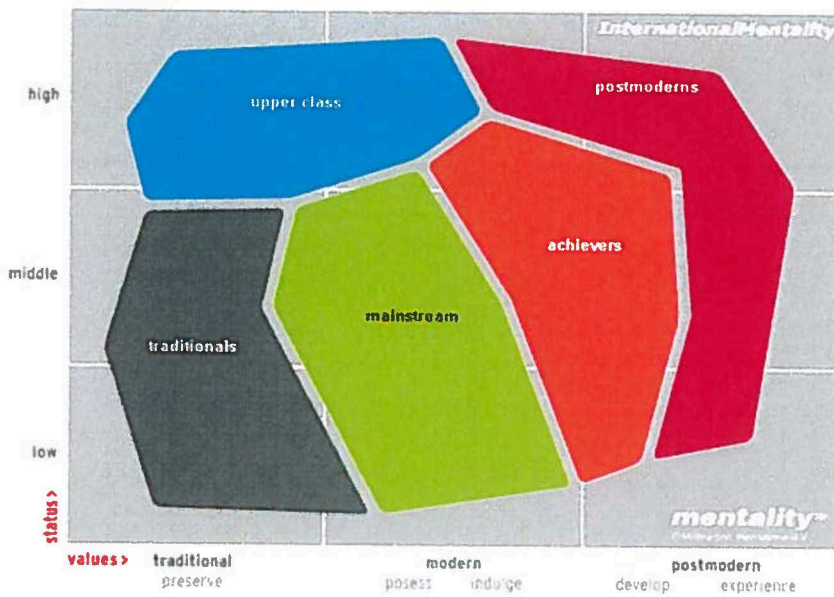 InternationalMentality
high
upper class
postmoderns
achievers
middle
mainstream
traditionals
low
status>
mentality™
values> traditional modern postmodern
preserve posess indulge develop experience